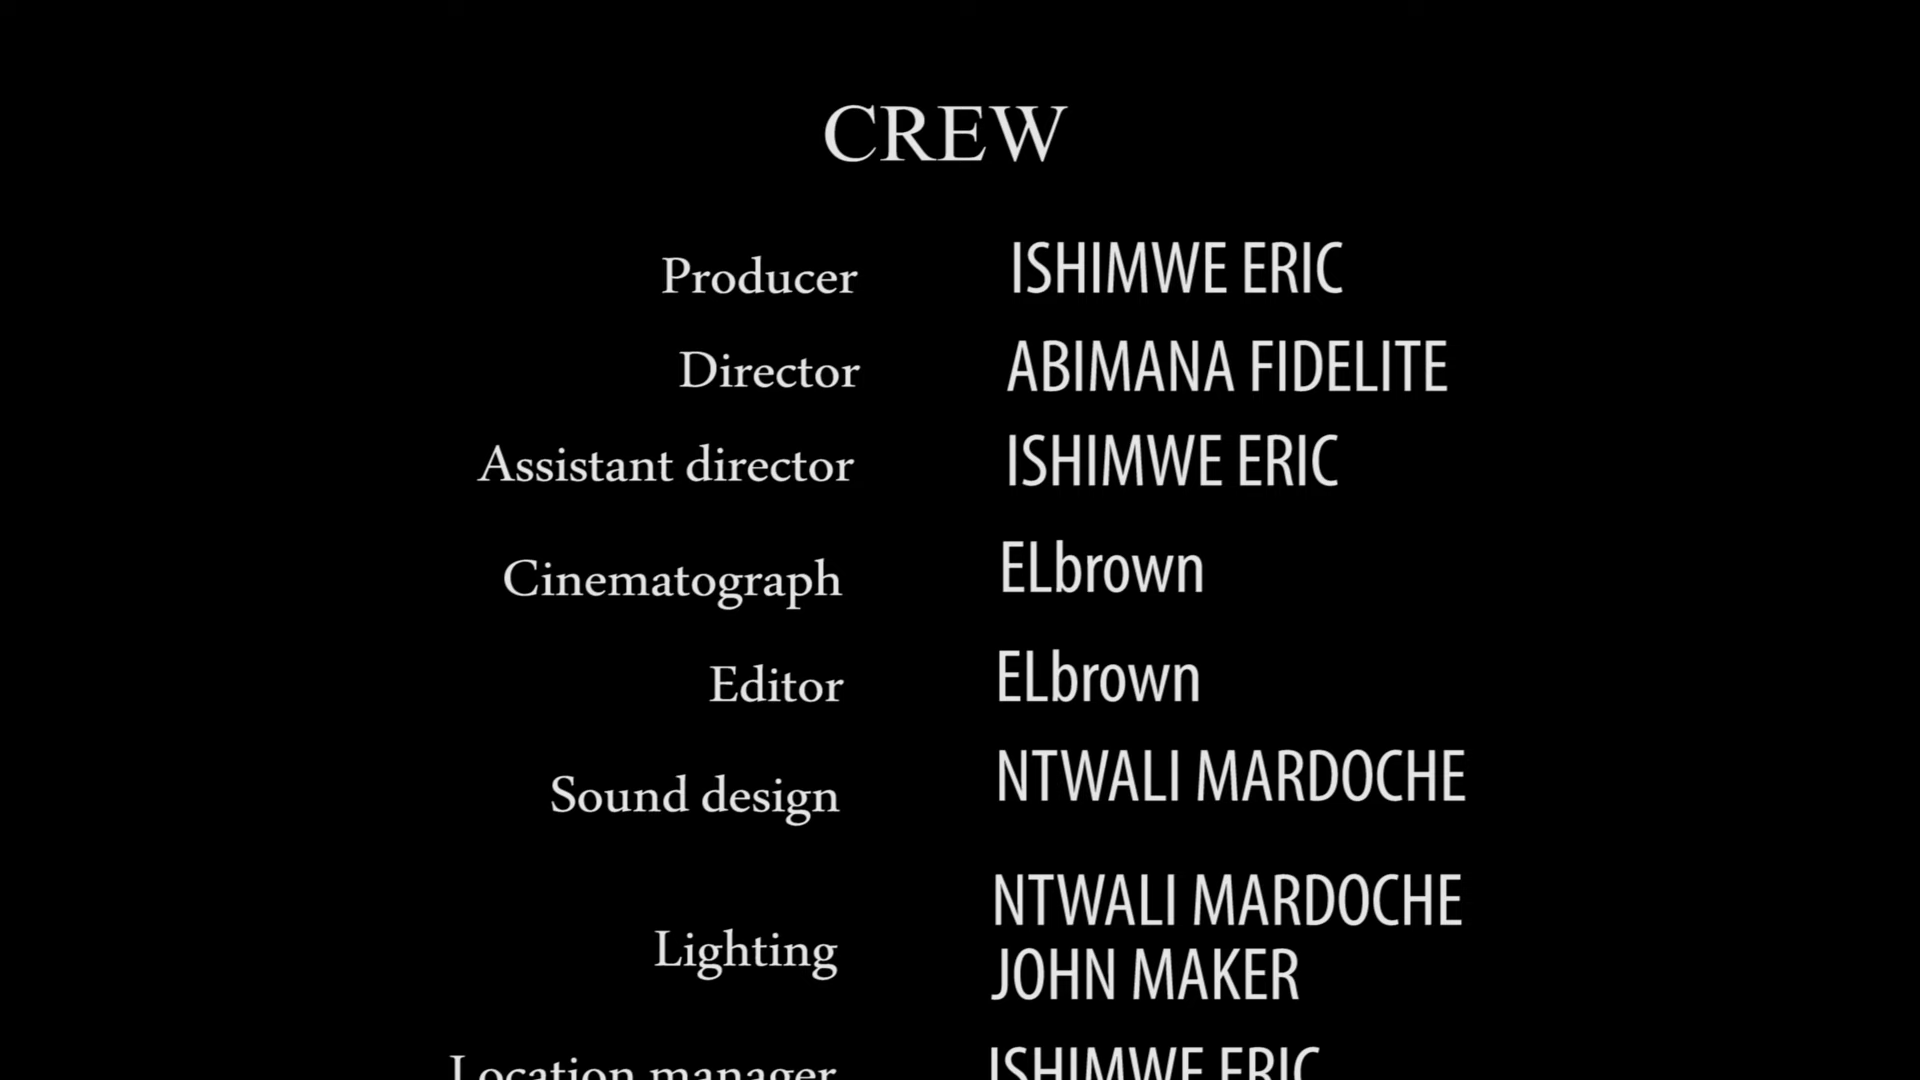 CREW
Producer ISHIMWE ERIC
Director ABIMANA FIDELITE
Assistant director ISHIMWE ERIC
Cinematograph ELbrown
Editor ELbrown
Sound design NTWALI MARDOCHE
Lighting NTWALI MARDOCHE
JOHN MAKER
Location manager ISHIMWE ERIC